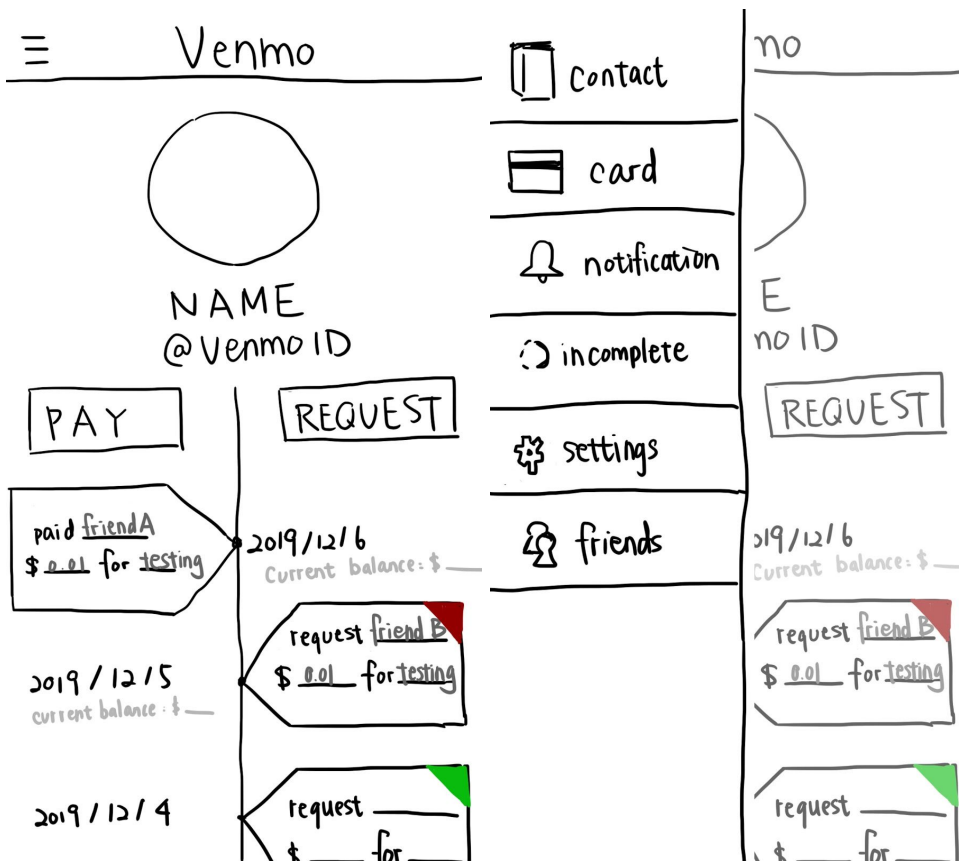 Venmo
NAME
@Venmo ID
PAY
REQUEST
paid friendA
$ 0.01 for testing
2019/12/6
Current balance: $
request friend B
$ 0.01 for testing
2019/12/5
current balance: $
2019/12/4
request
$ for
contact
card
notification
incomplete
settings
friends
no
E
no ID
REQUEST
019/12/6
Current balance: $
request friend B
$ 0.01 for testing
request
$ for